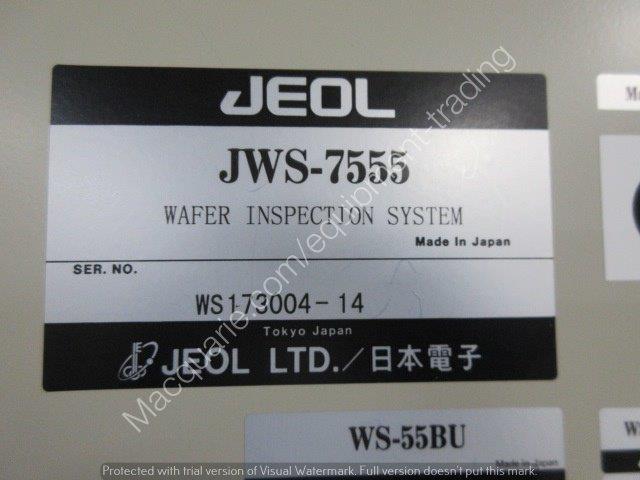 JEOL
JWS-7555
WAFER INSPECTION SYSTEM
Made In Japan
SER. NO.
WS173004-14
Tokyo Japan
JEOL LTD./日本電子
WS-55BU
Made In Japan
Macquarie.com/equipment-trading
Protected with trial version of Visual Watermark. Full version doesn't put this mark.